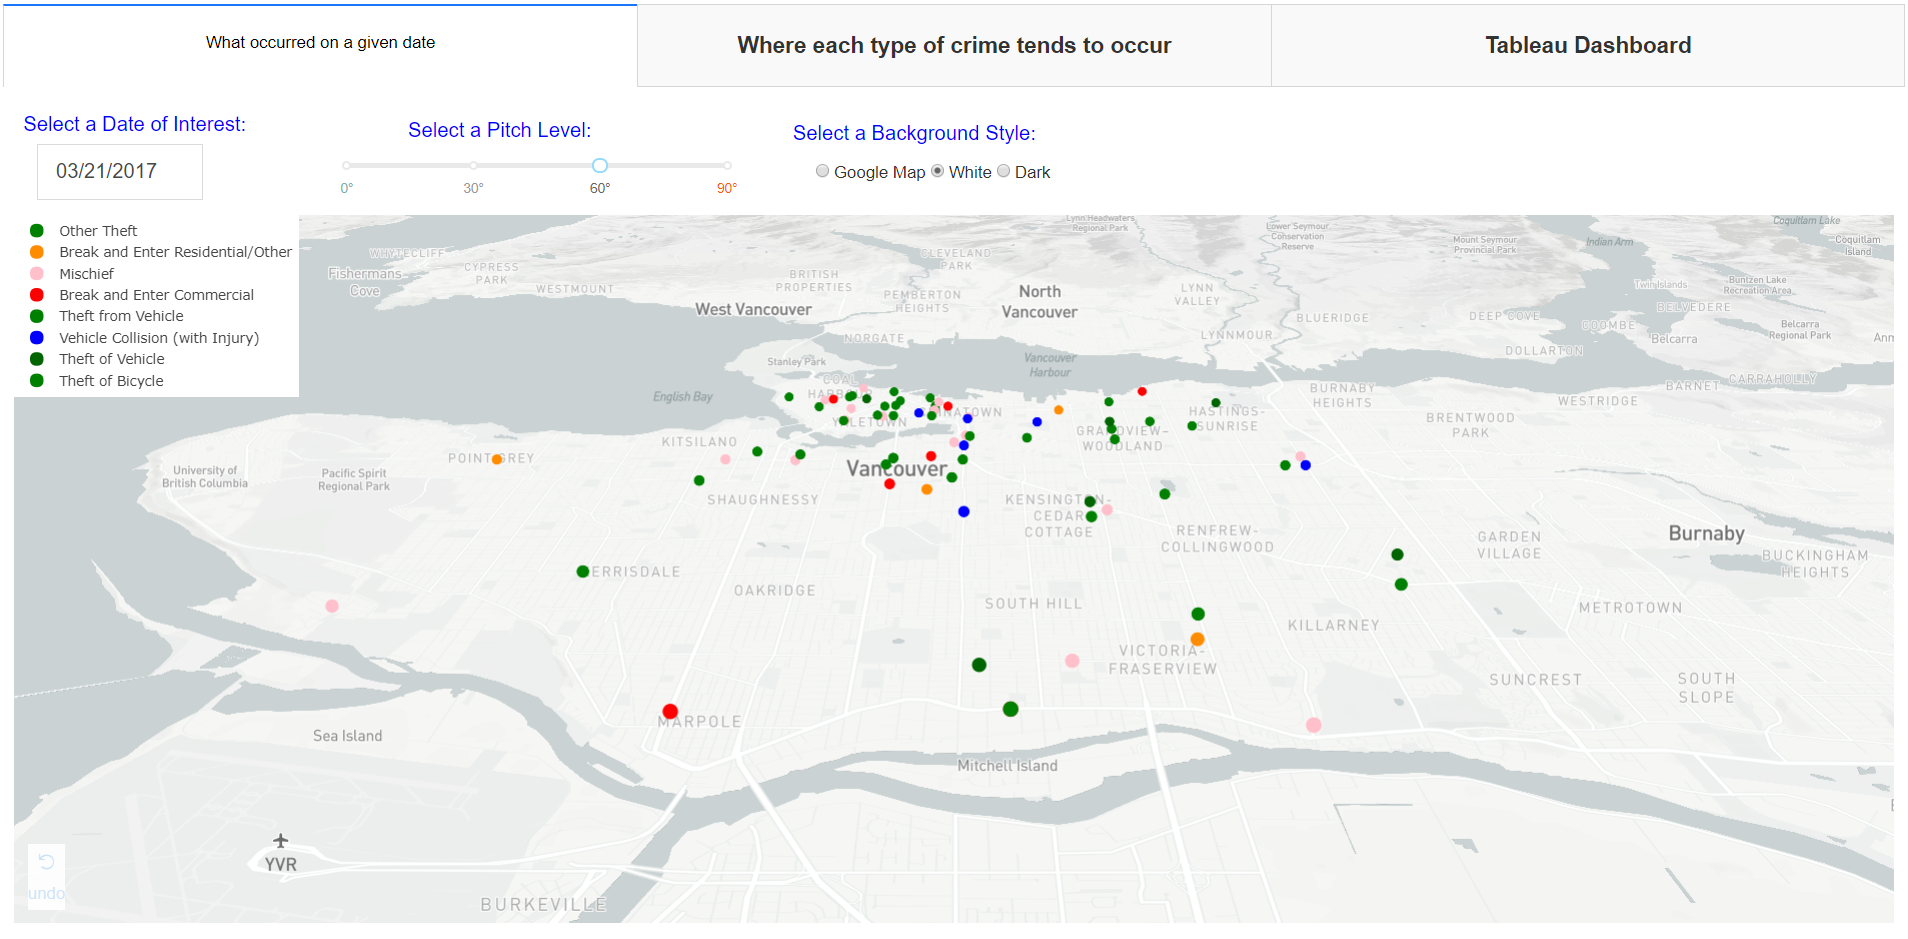 What occurred on a given date
Where each type of crime tends to occur
Tableau Dashboard
Select a Date of Interest:
03/21/2017
Select a Pitch Level:
0°
30°
60°
90°
Select a Background Style:
Google Map
White
Dark
Other Theft
Break and Enter Residential/Other
Mischief
Break and Enter Commercial
Theft from Vehicle
Vehicle Collision (with Injury)
Theft of Vehicle
Theft of Bicycle
Lynn Headwaters
Regional Park
Lower Seymour
Conservation
Reserve
Mount Seymour
Provincial Park
Indian Arm
Coquitlam Lake
Coquitlam
Island
WHYTECLIFF
Fishermans
Cove
CYPRESS
PARK
WESTMOUNT
CLEVELAND
PARK
BRITISH
PROPERTIES
PEMBERTON
HEIGHTS
West Vancouver
North
Vancouver
LYNN
VALLEY
Twin Islands
Buntzen Lake
Recreation Area
BELVEDERE
BLUERIDGE
DEEP COVE
COOMBE
Belcarra
Regional Park
Belcarra
NORGATE
LYNNMOUR
DOLLARTON
Stanley Park
Vancouver
Harbour
COAL
English Bay
BURNABY
HEIGHTS
BARNET
CARRAHOLLY
WESTRIDGE
HASTINGS-
SUNRISE
BRENTWOOD
PARK
KITSILANO
POINT GREY
University of
British Columbia
Pacific Spirit
Regional Park
Vancouver
SHAUGHNESSY
KENSINGTON-
CEDAR
COTTAGE
RENFREW-
COLLINGWOOD
GARDEN
VILLAGE
Burnaby
BUCKINGHAM
HEIGHTS
ERRISDALE
OAKRIDGE
SOUTH HILL
KILLARNEY
METROTOWN
VICTORIA-
FRASERVIEW
SUNCREST
SOUTH
SLOPE
MARPOLE
Sea Island
Mitchell Island
YVR
undo
BURKEVILLE